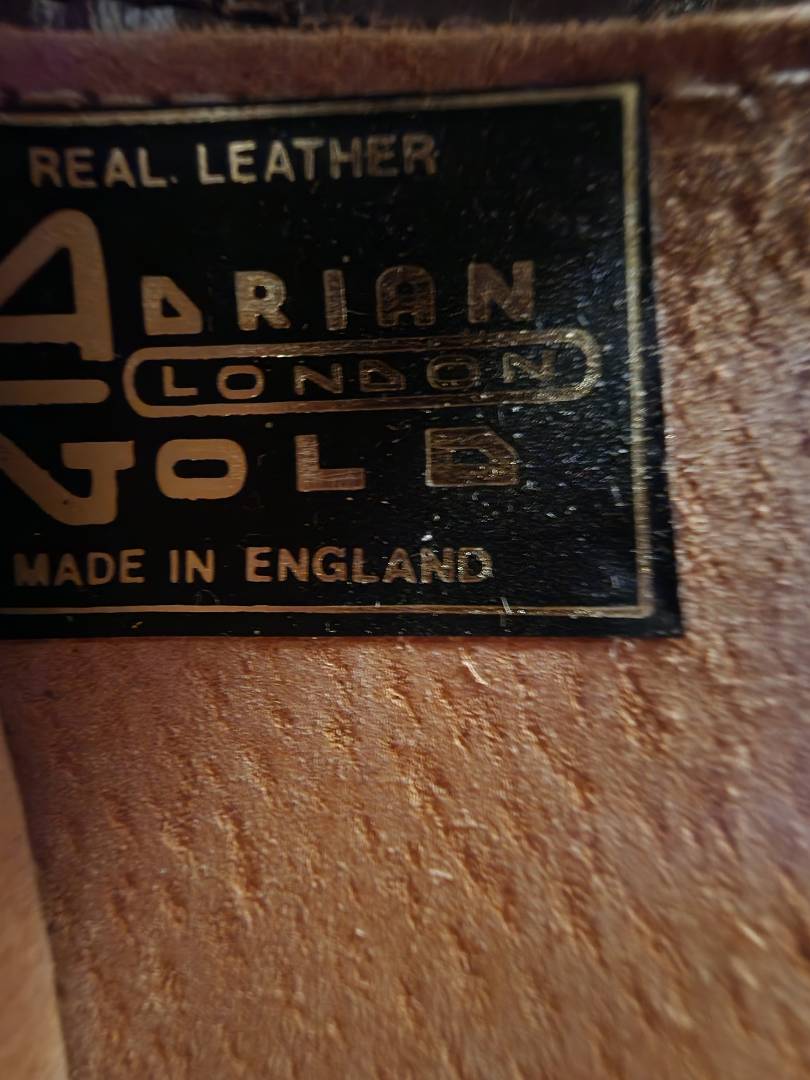 REAL LEATHER
ADRIAN
LONDON
GOLD
MADE IN ENGLAND